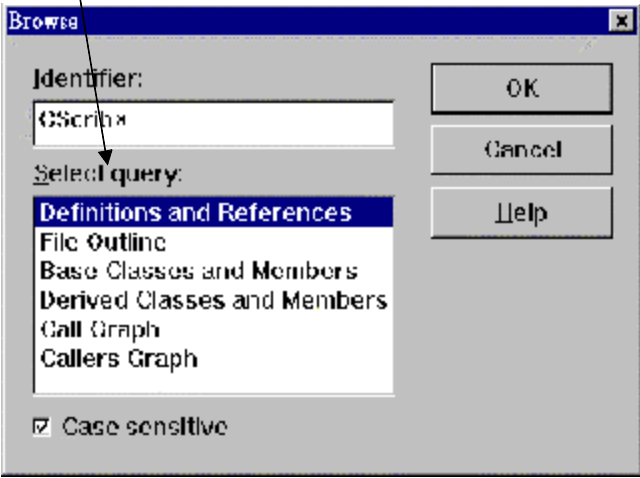 Browse
Identifier:
OK
CScrib*
Cancel
Select query:
Help
Definitions and References
File Outline
Base Classes and Members
Derived Classes and Members
Call Graph
Callers Graph
Case sensitive